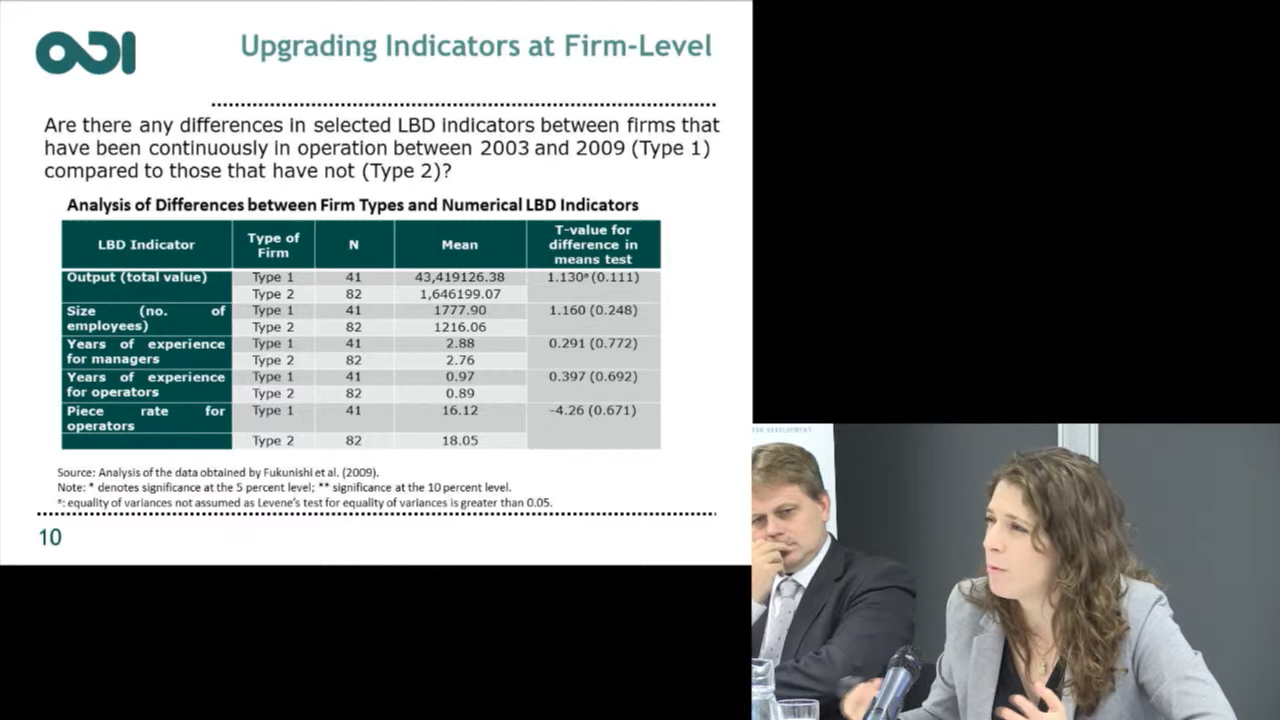 ODI
Upgrading Indicators at Firm-Level
Are there any differences in selected LBD indicators between firms that
have been continuously in operation between 2003 and 2009 (Type 1)
compared to those that have not (Type 2)?
Analysis of Differences between Firm Types and Numerical LBD Indicators
LBD Indicator Type of Firm N Mean T-value for difference in means test
Output (total value) Type 1 41 43,419126.38 1.130ᵃ (0.111)
Type 2 82 1,646199.07
Size (no. of employees) Type 1 41 1777.90 1.160 (0.248)
Type 2 82 1216.06
Years of experience for managers Type 1 41 2.88 0.291 (0.772)
Type 2 82 2.76
Years of experience for operators Type 1 41 0.97 0.397 (0.692)
Type 2 82 0.89
Piece rate for operators Type 1 41 16.12 -4.26 (0.671)
Type 2 82 18.05
Source: Analysis of the data obtained by Fukunishi et al. (2009).
Note: * denotes significance at the 5 percent level; ** significance at the 10 percent level.
ᵃ: equality of variances not assumed as Levene's test for equality of variances is greater than 0.05.
10
FOR DEVELOPMENT